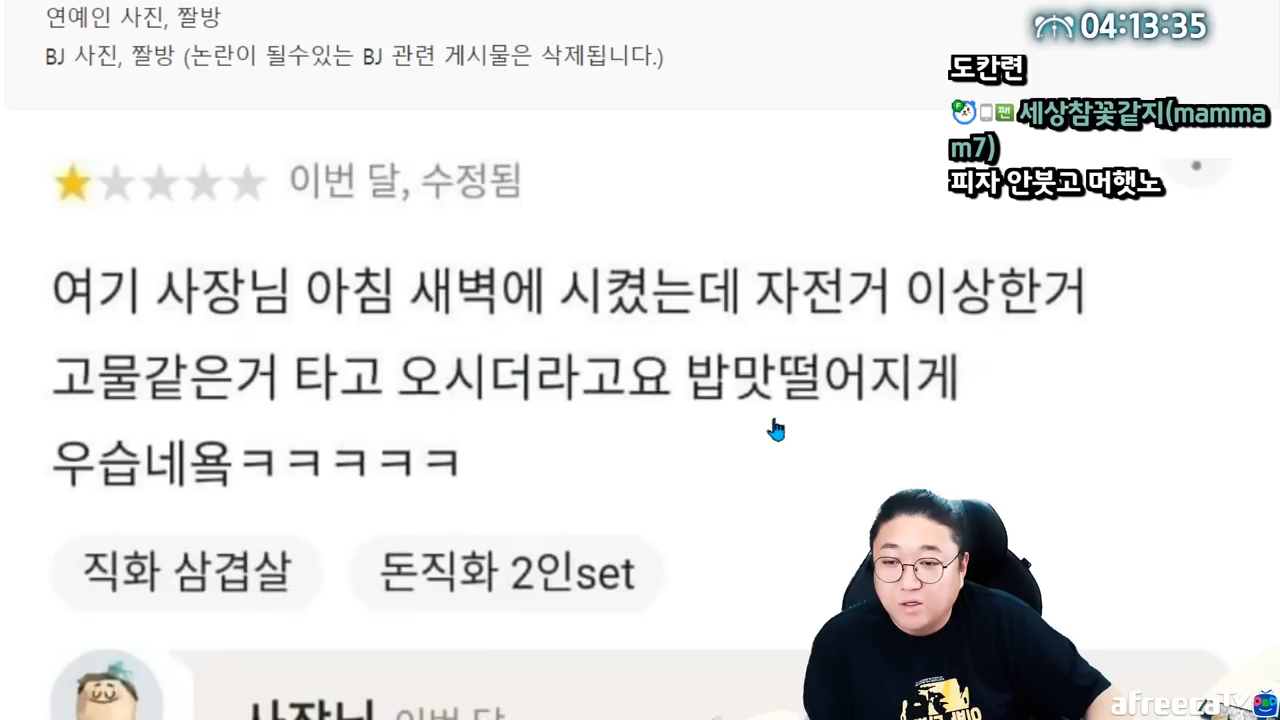 연예인 사진, 짤방
BJ 사진, 짤방 (논란이 될수있는 BJ 관련 게시물은 삭제됩니다.)
04:13:35
도칸련
세상참꽃같지(mamma
m7)
피자 안붓고 머햇노
이번 달, 수정됨
여기 사장님 아침 새벽에 시켰는데 자전거 이상한거
고물같은거 타고 오시더라고요 밥맛떨어지게
우습네욬ㅋㅋㅋㅋㅋ
직화 삼겹살
돈직화 2인set
사장님 이번달
afreecaTV